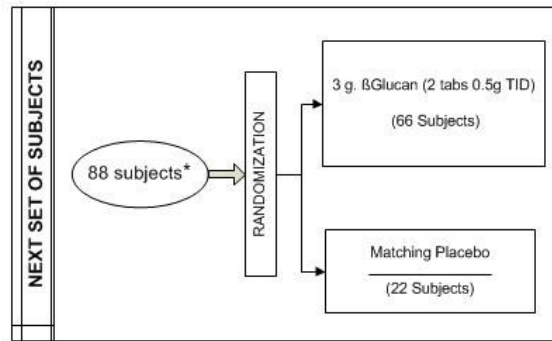 NEXT SET OF SUBJECTS
88 subjects*
RANDOMIZATION
3 g. ßGlucan (2 tabs 0.5g TID)
(66 Subjects)
Matching Placebo
(22 Subjects)